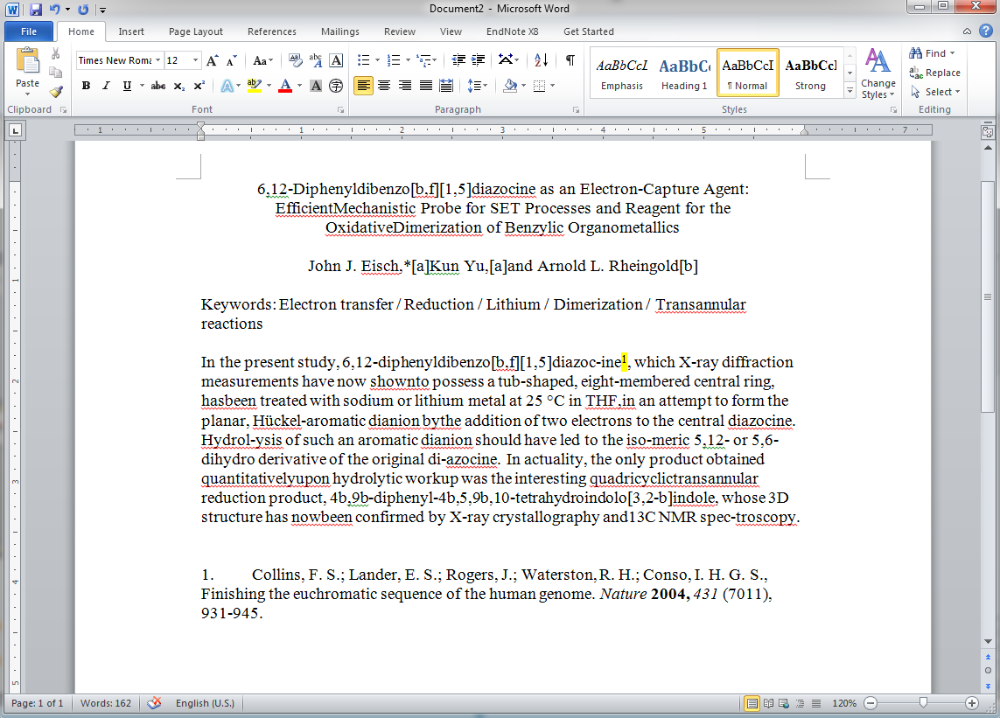 Document2 - Microsoft Word
File Home Insert Page Layout References Mailings Review View EndNote X8 Get Started
Paste
Times New Roma 12
Clipboard Font Paragraph Styles Editing
AaBbCcI AaBbC AaBbCcI AaBbCcl
Emphasis Heading 1 ¶ Normal Strong
Change Styles
Find
Replace
Select
1 1 2 3 4 5 7
6,12-Diphenyldibenzo[b,f][1,5]diazocine as an Electron-Capture Agent:
EfficientMechanistic Probe for SET Processes and Reagent for the
OxidativeDimerization of Benzylic Organometallics
John J. Eisch,*[a]Kun Yu,[a]and Arnold L. Rheingold[b]
Keywords: Electron transfer / Reduction / Lithium / Dimerization / Transannular
reactions
In the present study, 6,12-diphenyldibenzo[b,f][1,5]diazoc-ine1, which X-ray diffraction
measurements have now shownto possess a tub-shaped, eight-membered central ring,
hasbeen treated with sodium or lithium metal at 25 °C in THF,in an attempt to form the
planar, Hückel-aromatic dianion bythe addition of two electrons to the central diazocine.
Hydrol-ysis of such an aromatic dianion should have led to the iso-meric 5,12- or 5,6-
dihydro derivative of the original di-azocine. In actuality, the only product obtained
quantitativelyupon hydrolytic workup was the interesting quadricyclictransannular
reduction product, 4b,9b-diphenyl-4b,5,9b,10-tetrahydroindolo[3,2-b]indole, whose 3D
structure has nowbeen confirmed by X-ray crystallography and13C NMR spec-troscopy.
1. Collins, F. S.; Lander, E. S.; Rogers, J.; Waterston, R. H.; Conso, I. H. G. S.,
Finishing the euchromatic sequence of the human genome. Nature 2004, 431 (7011),
931-945.
Page: 1 of 1 Words: 162 English (U.S.) 120%